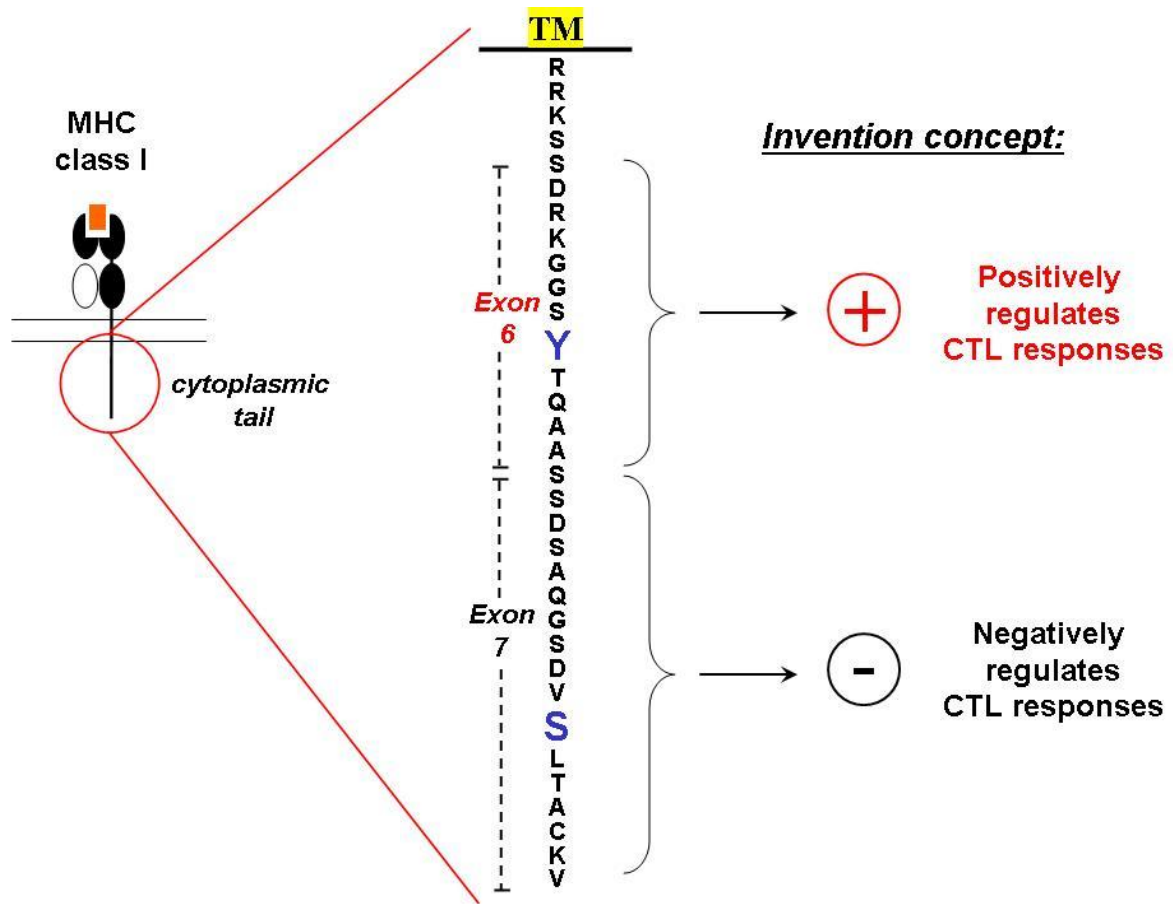 TM
MHC
class I
cytoplasmic
tail
R
R
K
S
S
D
R
K
G
G
S
Y
T
Q
A
A
S
S
D
S
A
Q
G
S
D
V
S
L
T
A
C
K
V
Exon
6
Exon
7
Invention concept:
+
Positively
regulates
CTL responses
-
Negatively
regulates
CTL responses